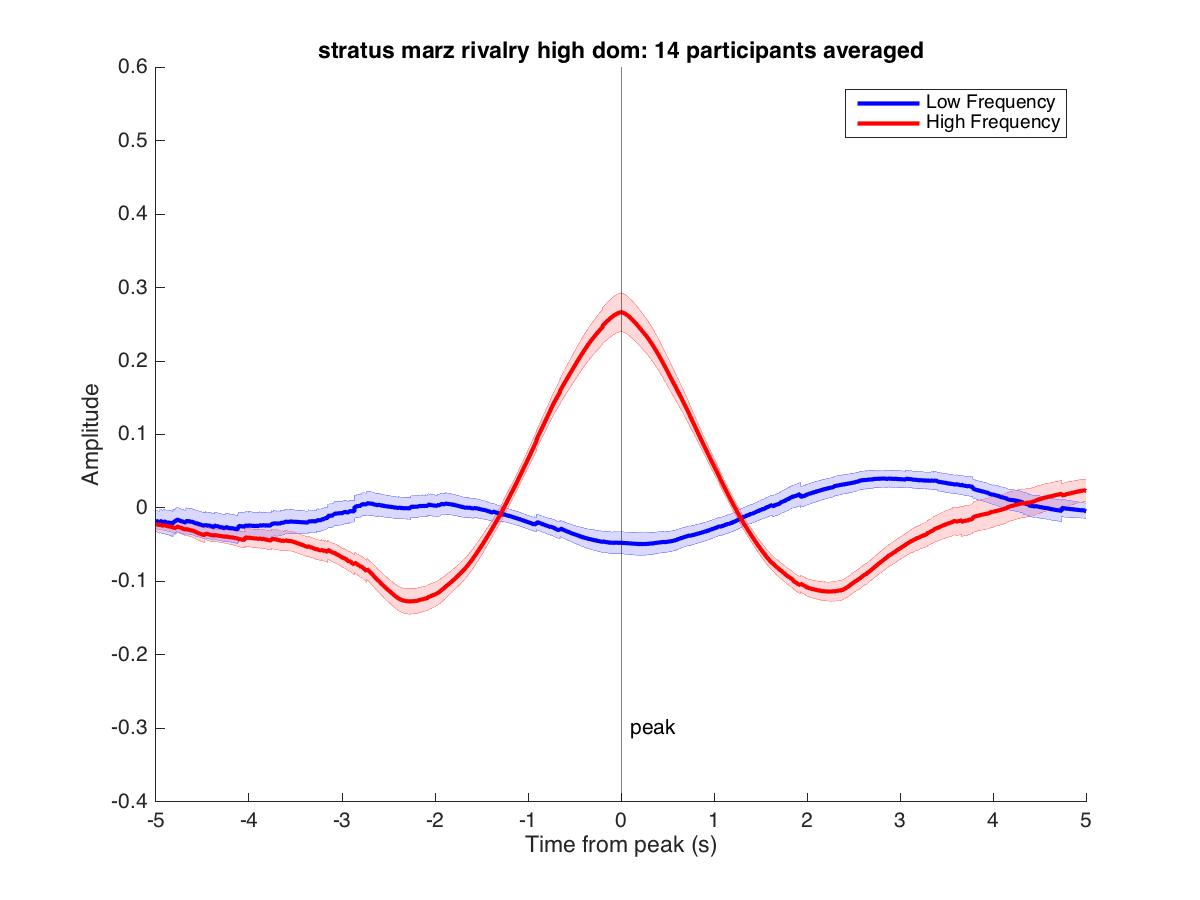 stratus marz rivalry high dom: 14 participants averaged
Low Frequency
High Frequency
0.6
0.5
0.4
0.3
0.2
0.1
0
-0.1
-0.2
-0.3
-0.4
Amplitude
peak
-5 -4 -3 -2 -1 0 1 2 3 4 5
Time from peak (s)